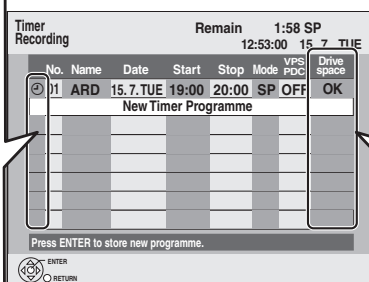 Timer Recording
Remain 1:58 SP
12:53:00 15. 7. TUE
No. Name Date Start Stop Mode VPS PDC Drive space
01 ARD 15. 7. TUE 19:00 20:00 SP OFF OK
New Timer Programme
Press ENTER to store new programme.
ENTER
RETURN